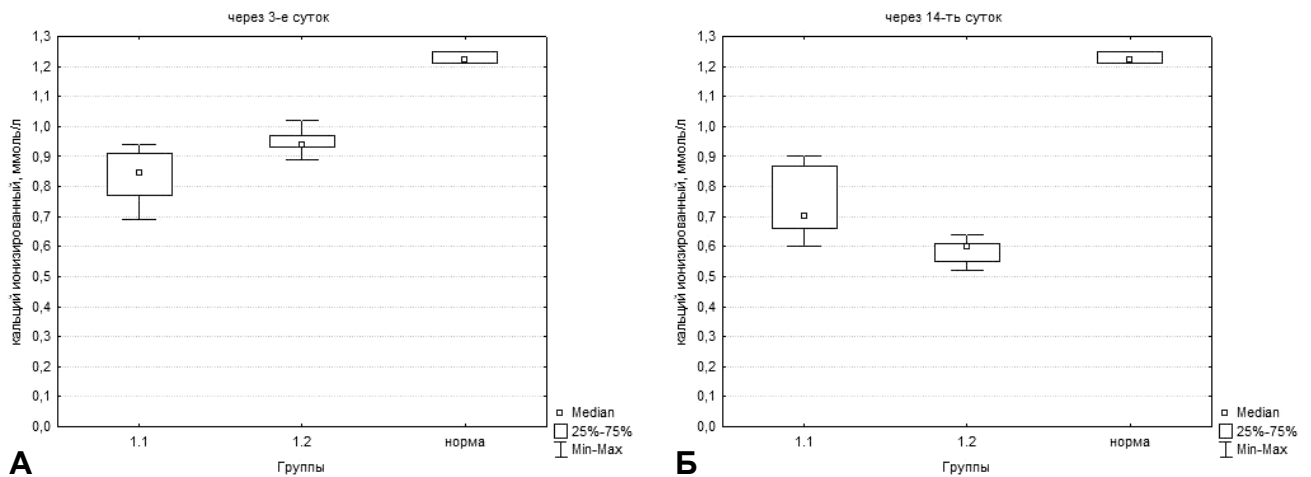 через 3-е суток
кальций ионизированный, ммоль/л
1,3
1,2
1,1
1,0
0,9
0,8
0,7
0,6
0,5
0,4
0,3
0,2
0,1
0,0
1.1 1.2 норма
Группы
Median
25%-75%
Min-Max
А
через 14-ть суток
кальций ионизированный, ммоль/л
1,3
1,2
1,1
1,0
0,9
0,8
0,7
0,6
0,5
0,4
0,3
0,2
0,1
0,0
1.1 1.2 норма
Группы
Median
25%-75%
Min-Max
Б